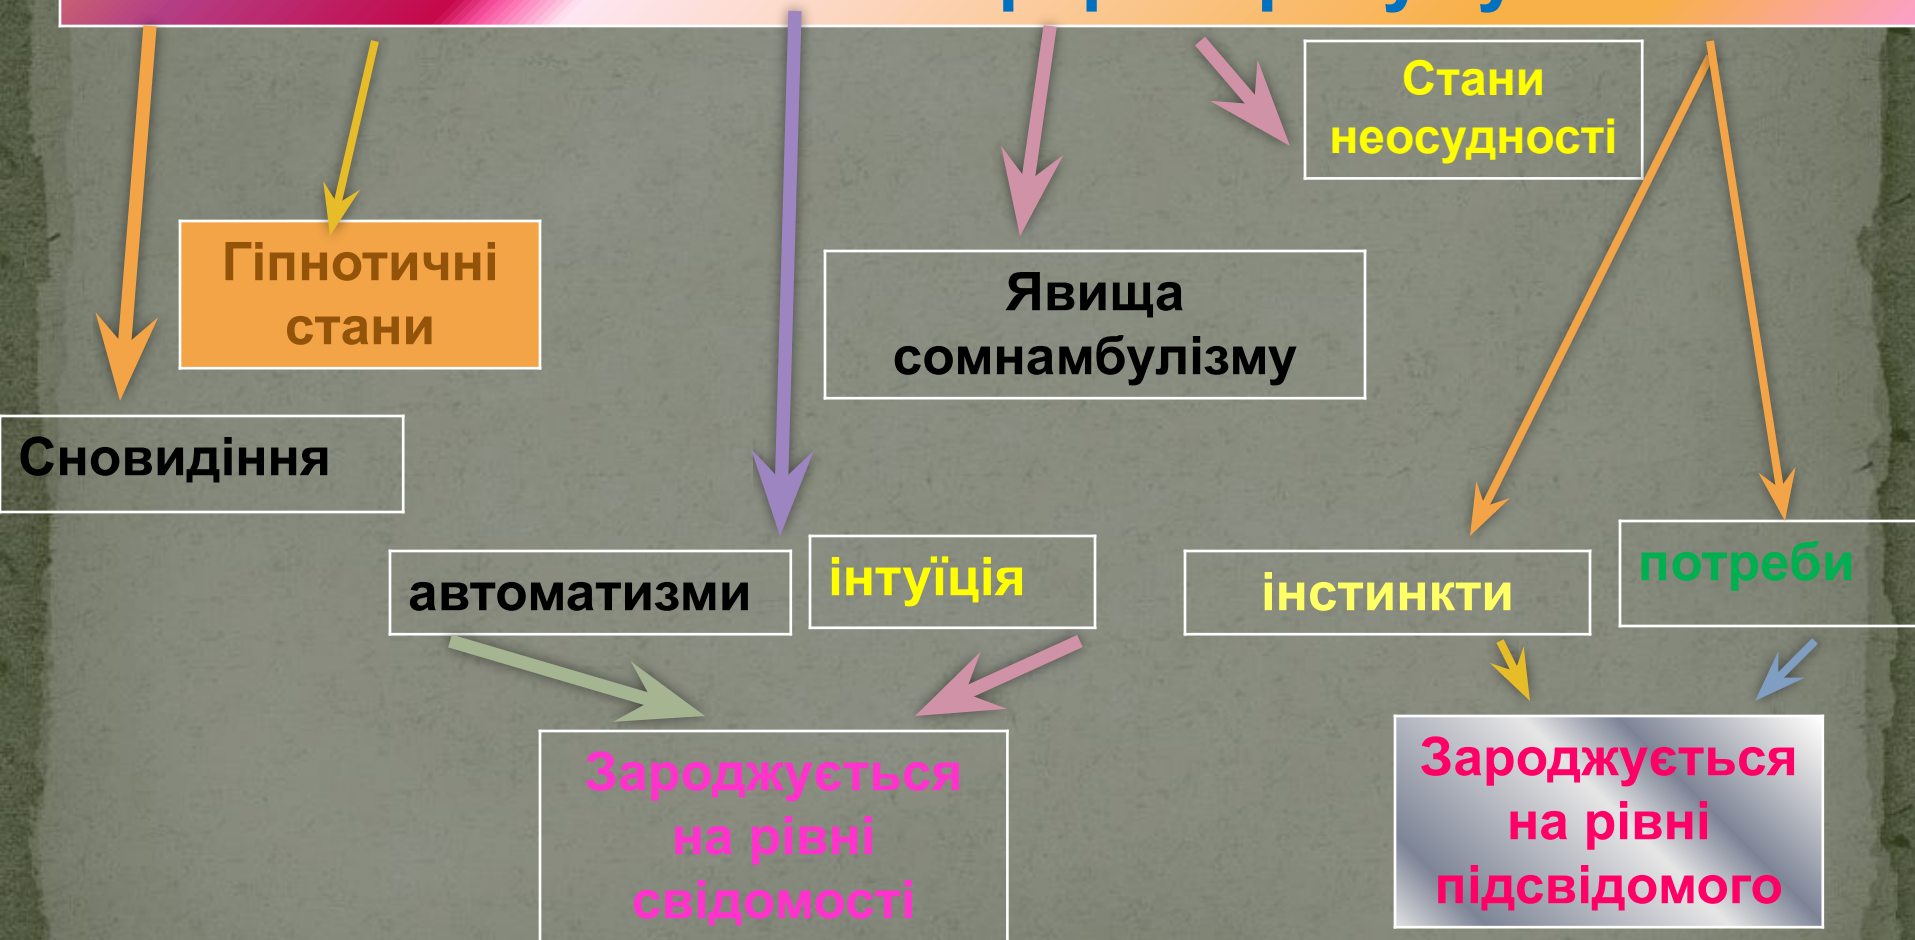 Стани
неосудності
Гіпнотичні
стани
Явища
сомнамбулізму
Сновидіння
автоматизми
інтуїція
інстинкти
потреби
Зароджується
на рівні
свідомості
Зароджується
на рівні
підсвідомого